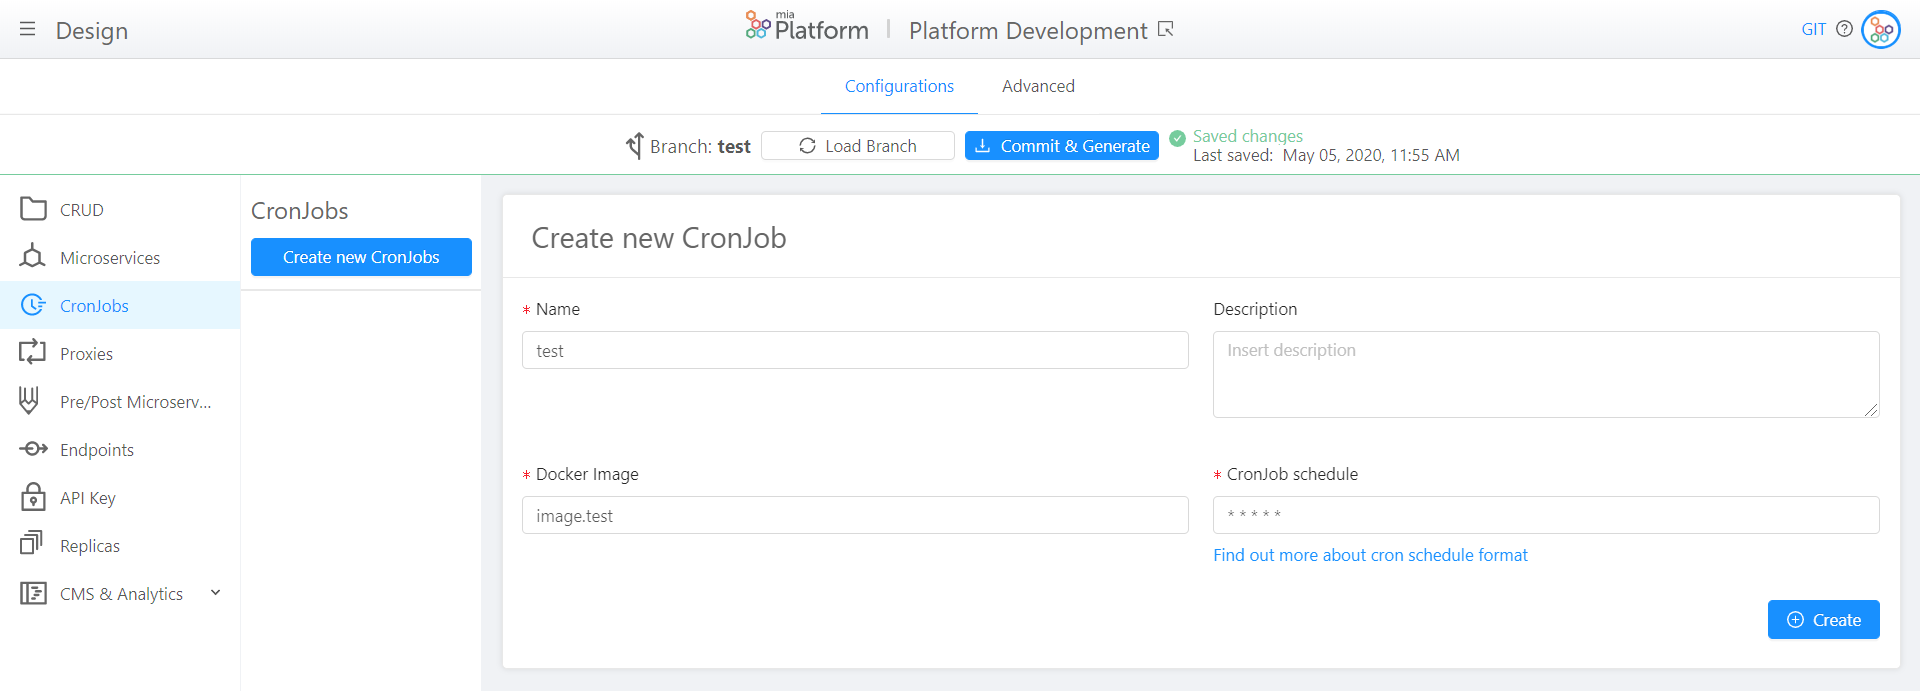 Design
mia
Platform
Platform Development
GIT
Configurations
Advanced
Branch: test
Load Branch
Commit & Generate
Saved changes
Last saved: May 05, 2020, 11:55 AM
CRUD
Microservices
CronJobs
Proxies
Pre/Post Microserv...
Endpoints
API Key
Replicas
CMS & Analytics
CronJobs
Create new CronJobs
Create new CronJob
* Name
test
Description
Insert description
* Docker Image
image.test
* CronJob schedule
* * * * *
Find out more about cron schedule format
Create